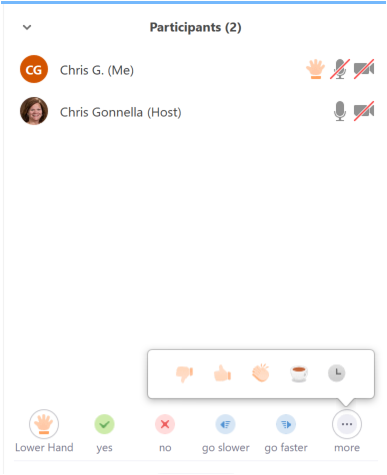 Participants (2)
CG Chris G. (Me)
Chris Gonnella (Host)
Lower Hand yes no go slower go faster more